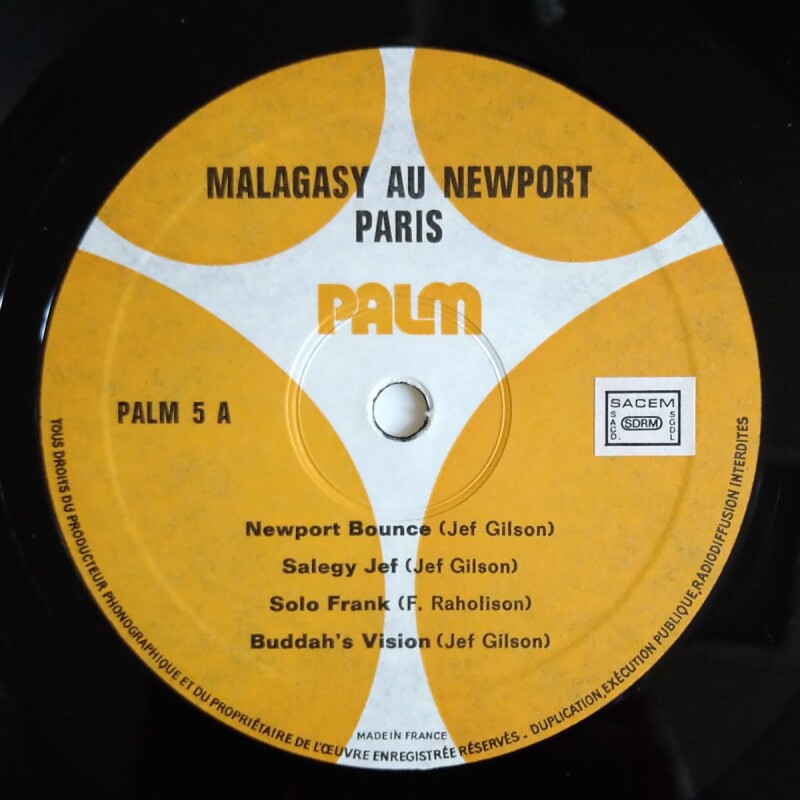 MALAGASY AU NEWPORT
PARIS
PALM
PALM 5 A
SACEM
SACD.
SDRM
SGDL
Newport Bounce (Jef Gilson)
Salegy Jef (Jef Gilson)
Solo Frank (F. Raholison)
Buddah's Vision (Jef Gilson)
MADE IN FRANCE
TOUS DROITS DU PRODUCTEUR PHONOGRAPHIQUE ET DU PROPRIÉTAIRE DE L'ŒUVRE ENREGISTRÉE RÉSERVÉS - DUPLICATION, EXÉCUTION PUBLIQUE, RADIODIFFUSION INTERDITES